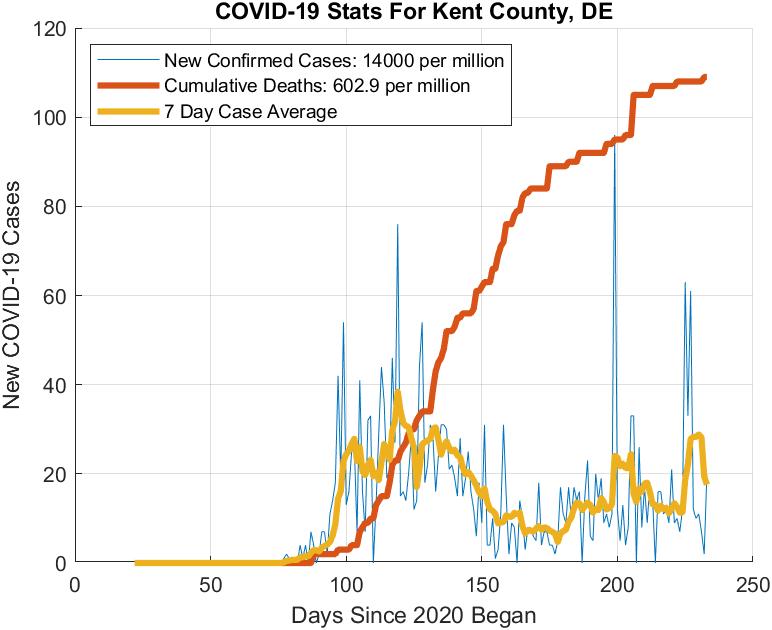 COVID-19 Stats For Kent County, DE
New Confirmed Cases: 14000 per million
Cumulative Deaths: 602.9 per million
7 Day Case Average
120
100
80
60
40
20
0
New COVID-19 Cases
0 50 100 150 200 250
Days Since 2020 Began